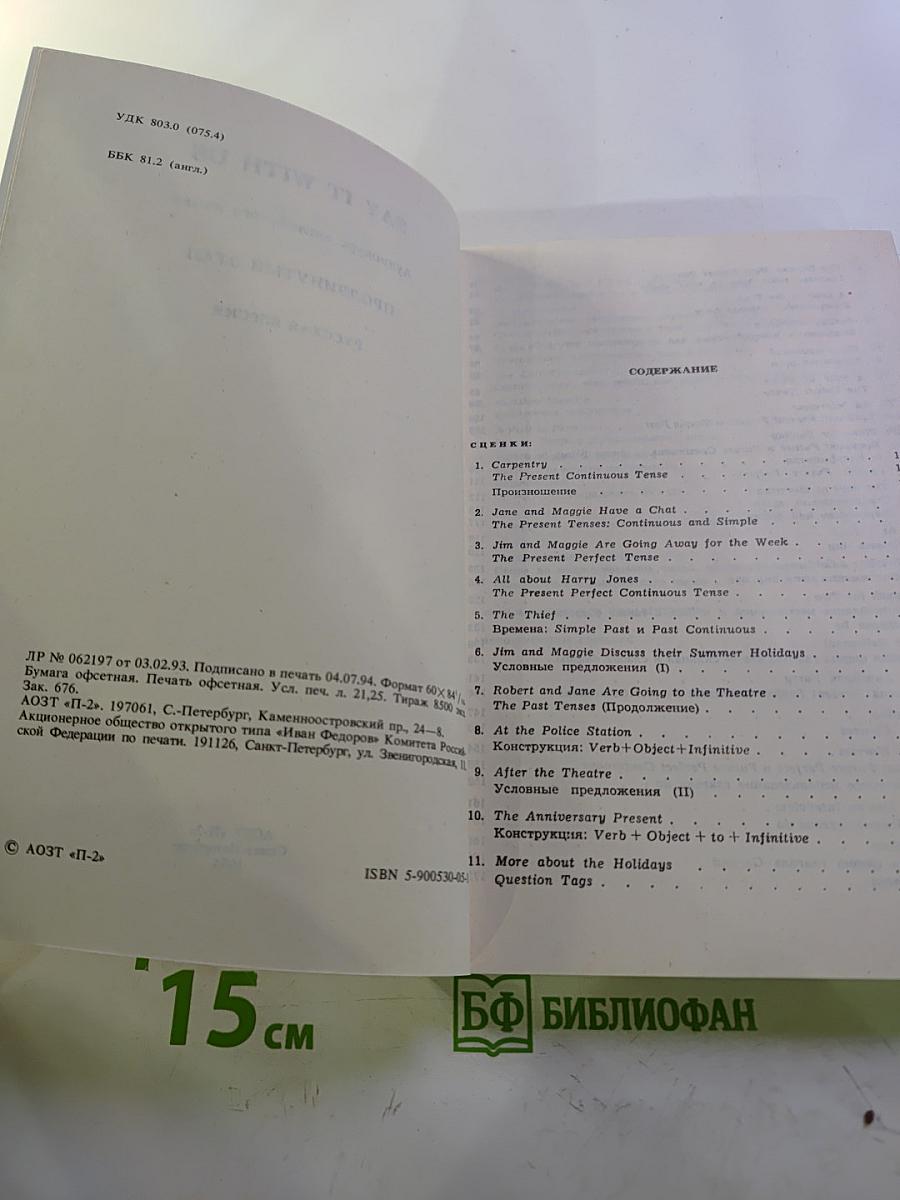 УДК 803.0 (075.4)
ББК 81.2 (англ.)
ЛР № 062197 от 03.02.93. Подписано в печать 04.07.94. Формат 60×84
Бумага офсетная. Печать офсетная. Усл. печ. л. 21,25. Тираж 8500
Зак. 676.
АОЗТ «П-2». 197061, С.-Петербург, Каменноостровский пр., 24—8.
Акционерное общество открытого типа «Иван Федоров» Комитета
ской Федерации по печати. 191126, Санкт-Петербург, ул. Звенигородская,
© АОЗТ «П-2»
ISBN 5-900530-05-
СОДЕРЖАНИЕ
СЦЕНКИ:
1. Carpentry . . . . . . . . . . . . . 1
The Present Continuous Tense . . . . . . . . 1
Произношение . . . . . . . . . . .
2. Jane and Maggie Have a Chat . . . . . . . .
The Present Tenses: Continuous and Simple . . . . .
3. Jim and Maggie Are Going Away for the Week . . . .
The Present Perfect Tense . . . . . . . . .
4. All about Harry Jones . . . . . . . . . .
The Present Perfect Continuous Tense . . . . . .
5. The Thief . . . . . . . . . . . . .
Времена: Simple Past и Past Continuous . . . . . .
6. Jim and Maggie Discuss their Summer Holidays . . . .
Условные предложения (I) . . . . . . . . .
7. Robert and Jane Are Going to the Theatre . . . . .
The Past Tenses (Продолжение) . . . . . . . .
8. At the Police Station . . . . . . . . . .
Конструкция: Verb+Object+Infinitive . . . . . .
9. After the Theatre . . . . . . . . . . .
Условные предложения (II) . . . . . . . .
10. The Anniversary Present . . . . . . . . .
Конструкция: Verb + Object + to + Infinitive . . . .
11. More about the Holidays . . . . . . . .
Question Tags . . . . . . . . . . .
15 см
БФ БИБЛИОФАН